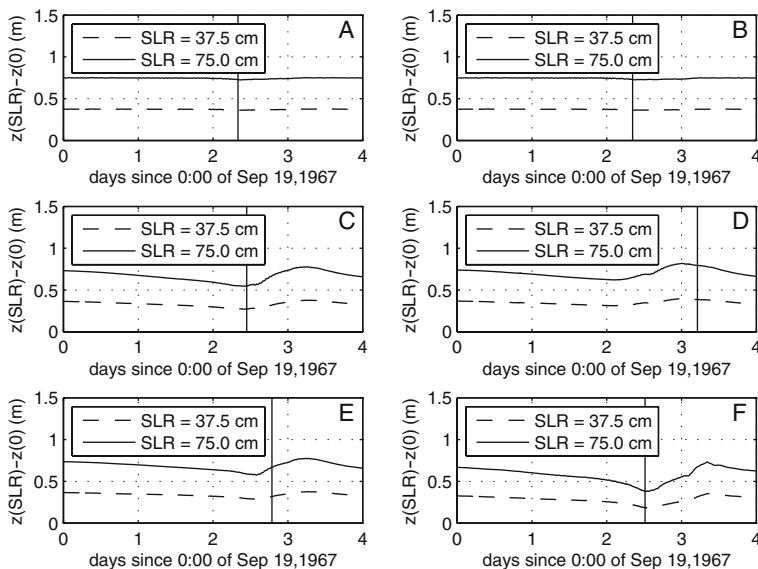 A
z(SLR)−z(0) (m)
1.5
1
0.5
0
SLR = 37.5 cm
SLR = 75.0 cm
0 1 2 3 4
days since 0:00 of Sep 19,1967
B
z(SLR)−z(0) (m)
1.5
1
0.5
0
SLR = 37.5 cm
SLR = 75.0 cm
0 1 2 3 4
days since 0:00 of Sep 19,1967
C
z(SLR)−z(0) (m)
1.5
1
0.5
0
SLR = 37.5 cm
SLR = 75.0 cm
0 1 2 3 4
days since 0:00 of Sep 19,1967
D
z(SLR)−z(0) (m)
1.5
1
0.5
0
SLR = 37.5 cm
SLR = 75.0 cm
0 1 2 3 4
days since 0:00 of Sep 19,1967
E
z(SLR)−z(0) (m)
1.5
1
0.5
0
SLR = 37.5 cm
SLR = 75.0 cm
0 1 2 3 4
days since 0:00 of Sep 19,1967
F
z(SLR)−z(0) (m)
1.5
1
0.5
0
SLR = 37.5 cm
SLR = 75.0 cm
0 1 2 3 4
days since 0:00 of Sep 19,1967